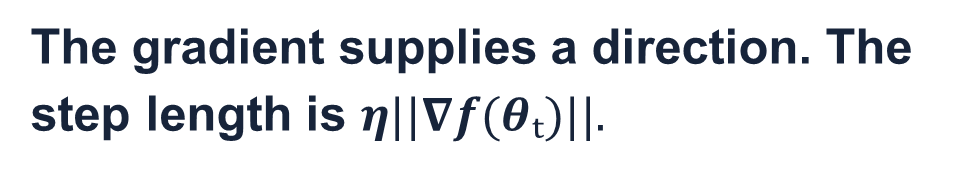 The gradient supplies a direction. The
step length is η||∇f(θₜ)||.